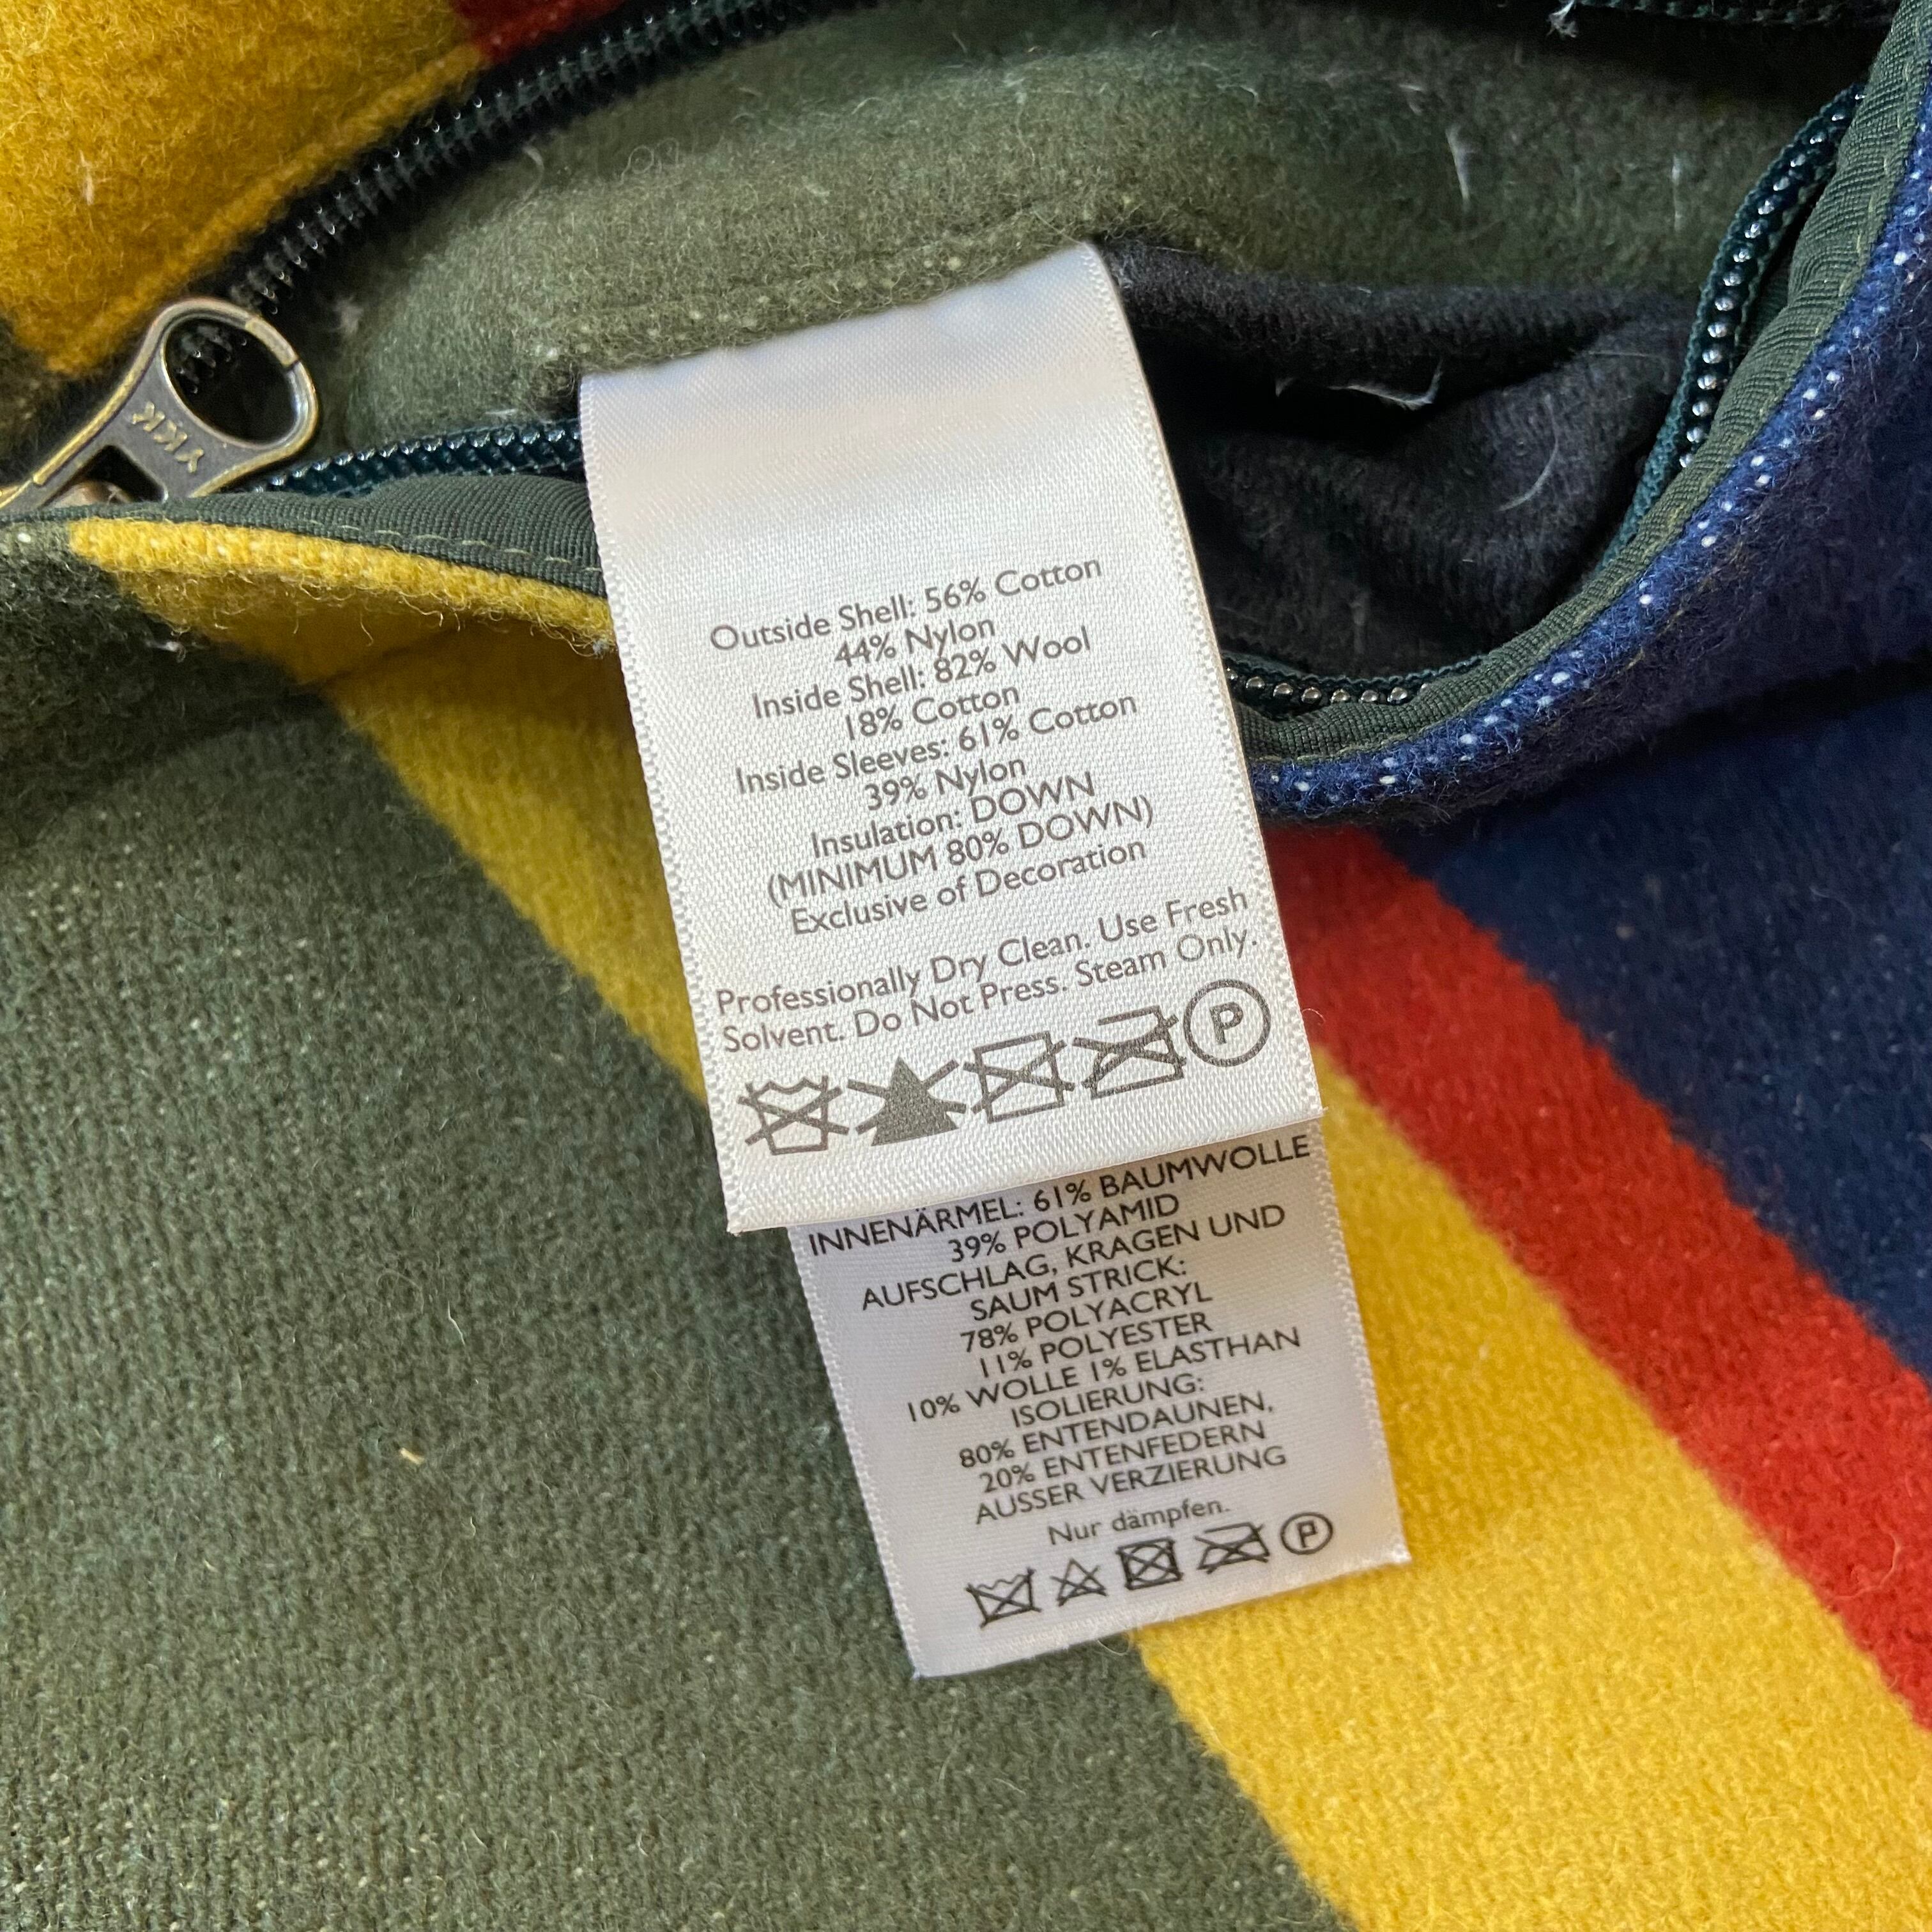 YKK
Outside Shell: 56% Cotton
44% Nylon
Inside Shell: 82% Wool
18% Cotton
Inside Sleeves: 61% Cotton
39% Nylon
Insulation: DOWN
(MINIMUM 80% DOWN)
Exclusive of Decoration
Professionally Dry Clean. Use Fresh
Solvent. Do Not Press. Steam Only.
P
INNENÄRMEL: 61% BAUMWOLLE
39% POLYAMID
AUFSCHLAG, KRAGEN UND
SAUM STRICK:
78% POLYACRYL
11% POLYESTER
10% WOLLE 1% ELASTHAN
ISOLIERUNG:
80% ENTENDAUNEN,
20% ENTENFEDERN
AUSSER VERZIERUNG
Nur dämpfen.
P